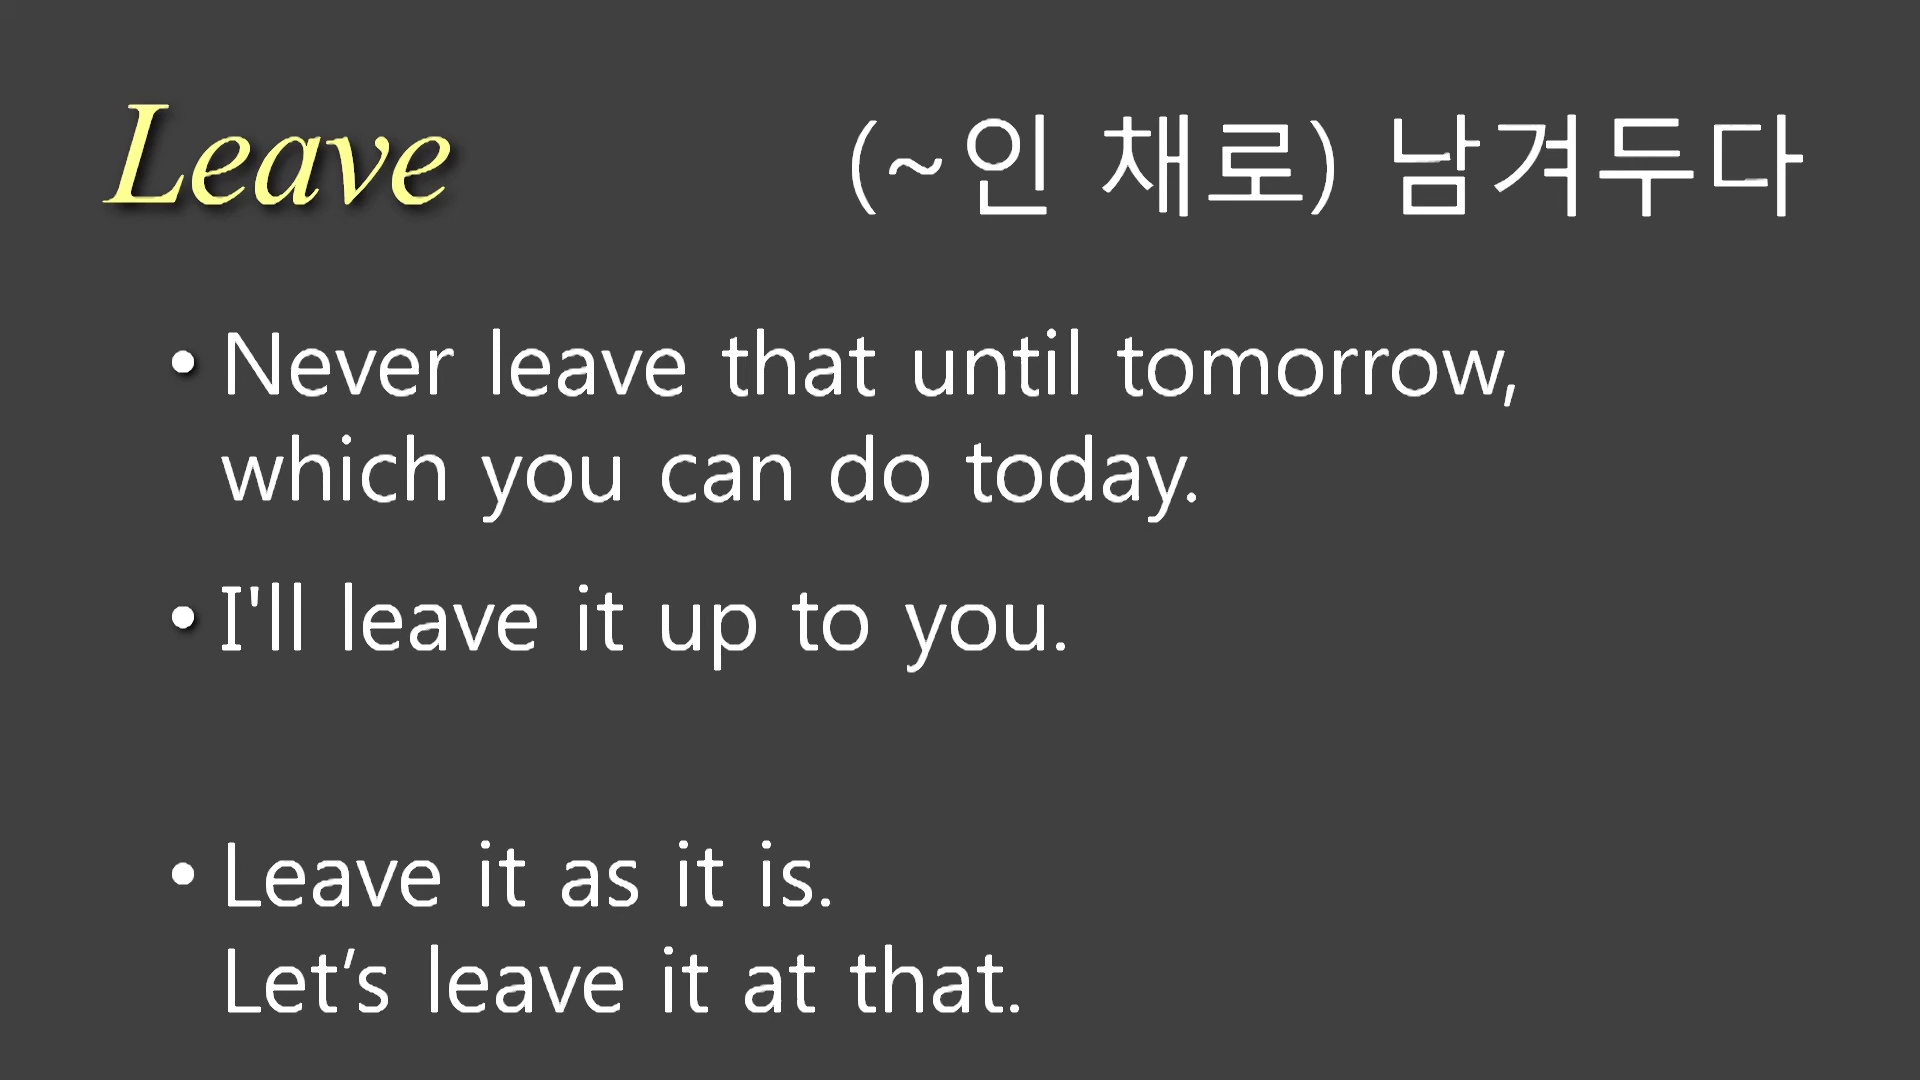 Leave (~인 채로) 남겨두다
• Never leave that until tomorrow,
which you can do today.
• I'll leave it up to you.
• Leave it as it is.
Let’s leave it at that.